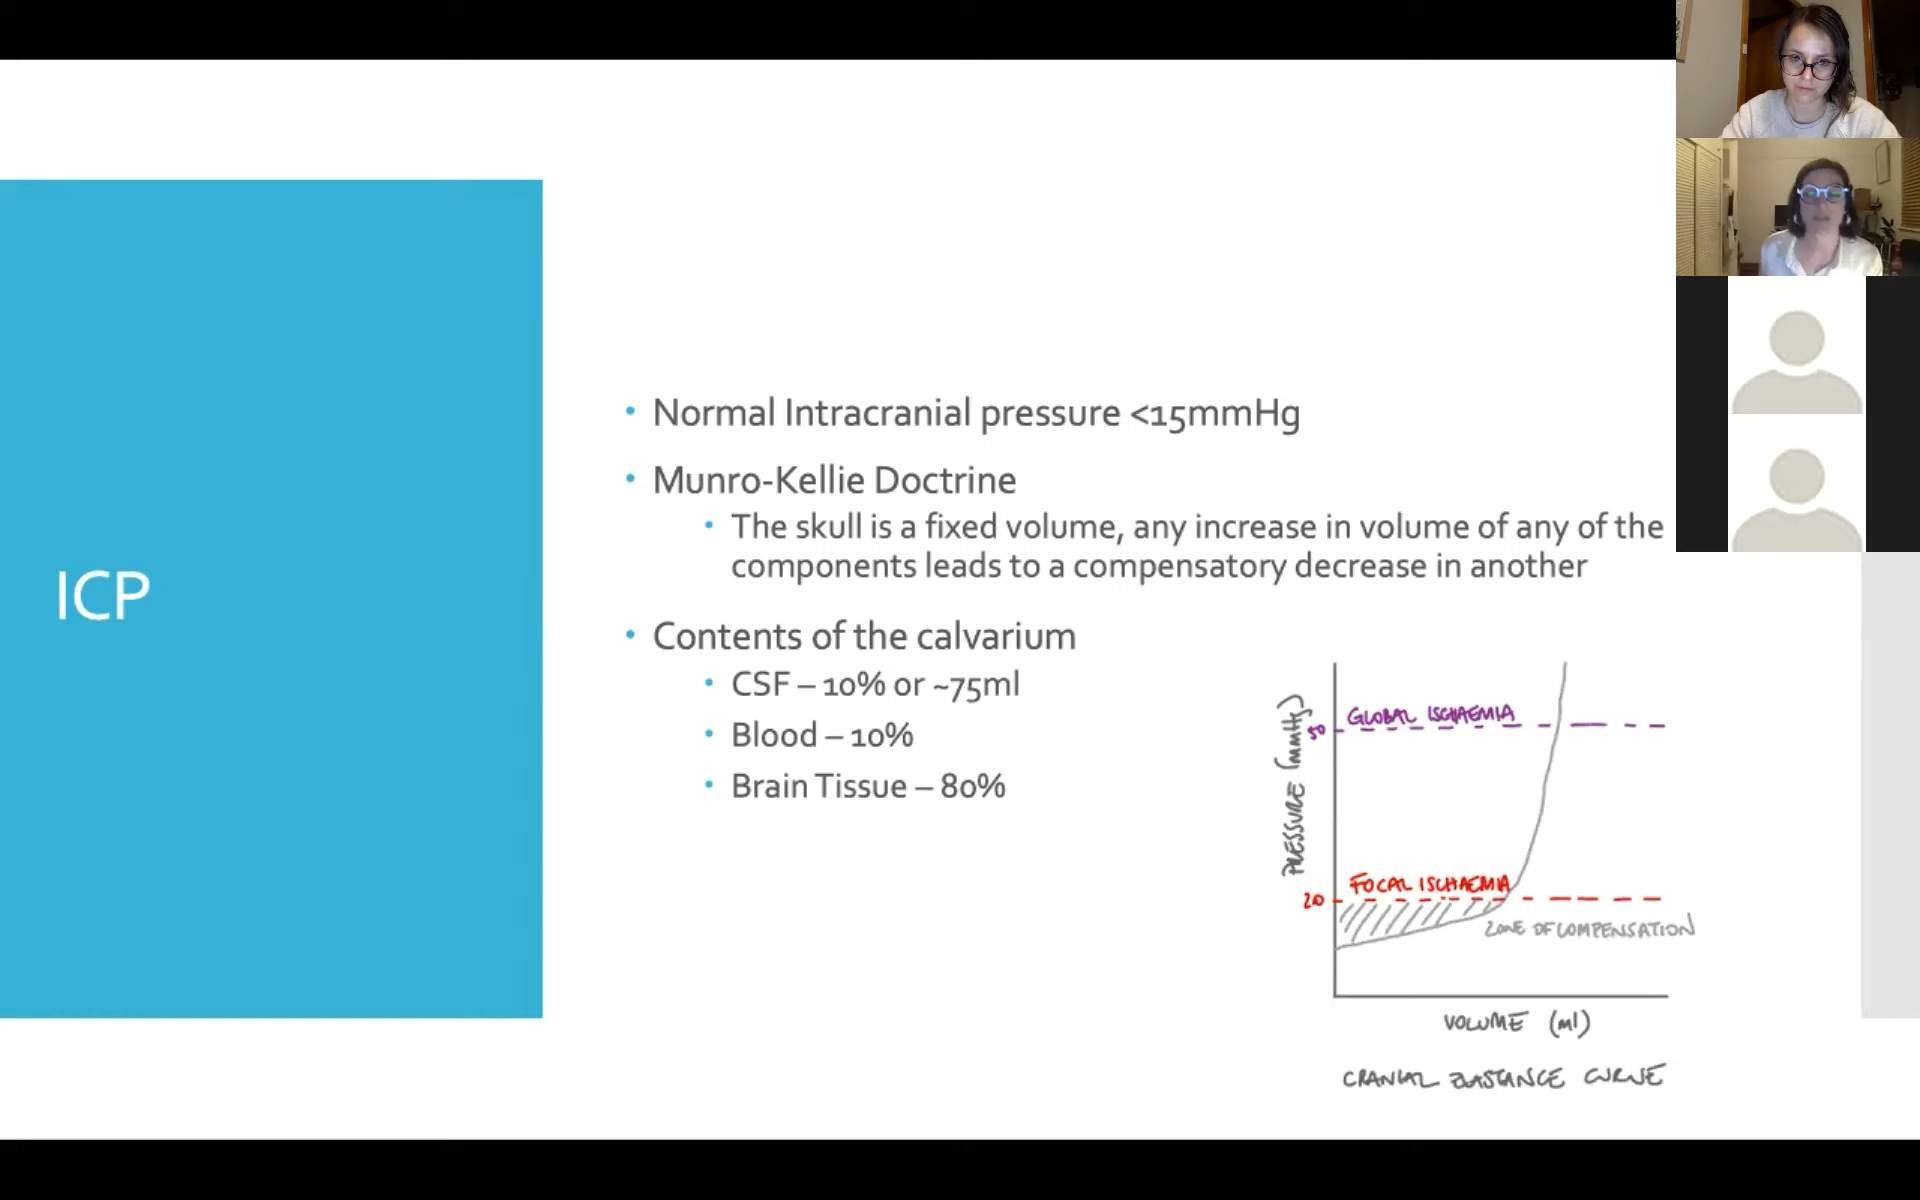 ICP
• Normal Intracranial pressure <15mmHg
• Munro-Kellie Doctrine
• The skull is a fixed volume, any increase in volume of any of the
components leads to a compensatory decrease in another
• Contents of the calvarium
• CSF – 10% or ~75ml
• Blood – 10%
• Brain Tissue – 80%
PRESSURE (mmHg)
50
GLOBAL ISCHAEMIA
20
FOCAL ISCHAEMIA
ZONE OF COMPENSATION
VOLUME (ml)
CRANIAL ELASTANCE CURVE